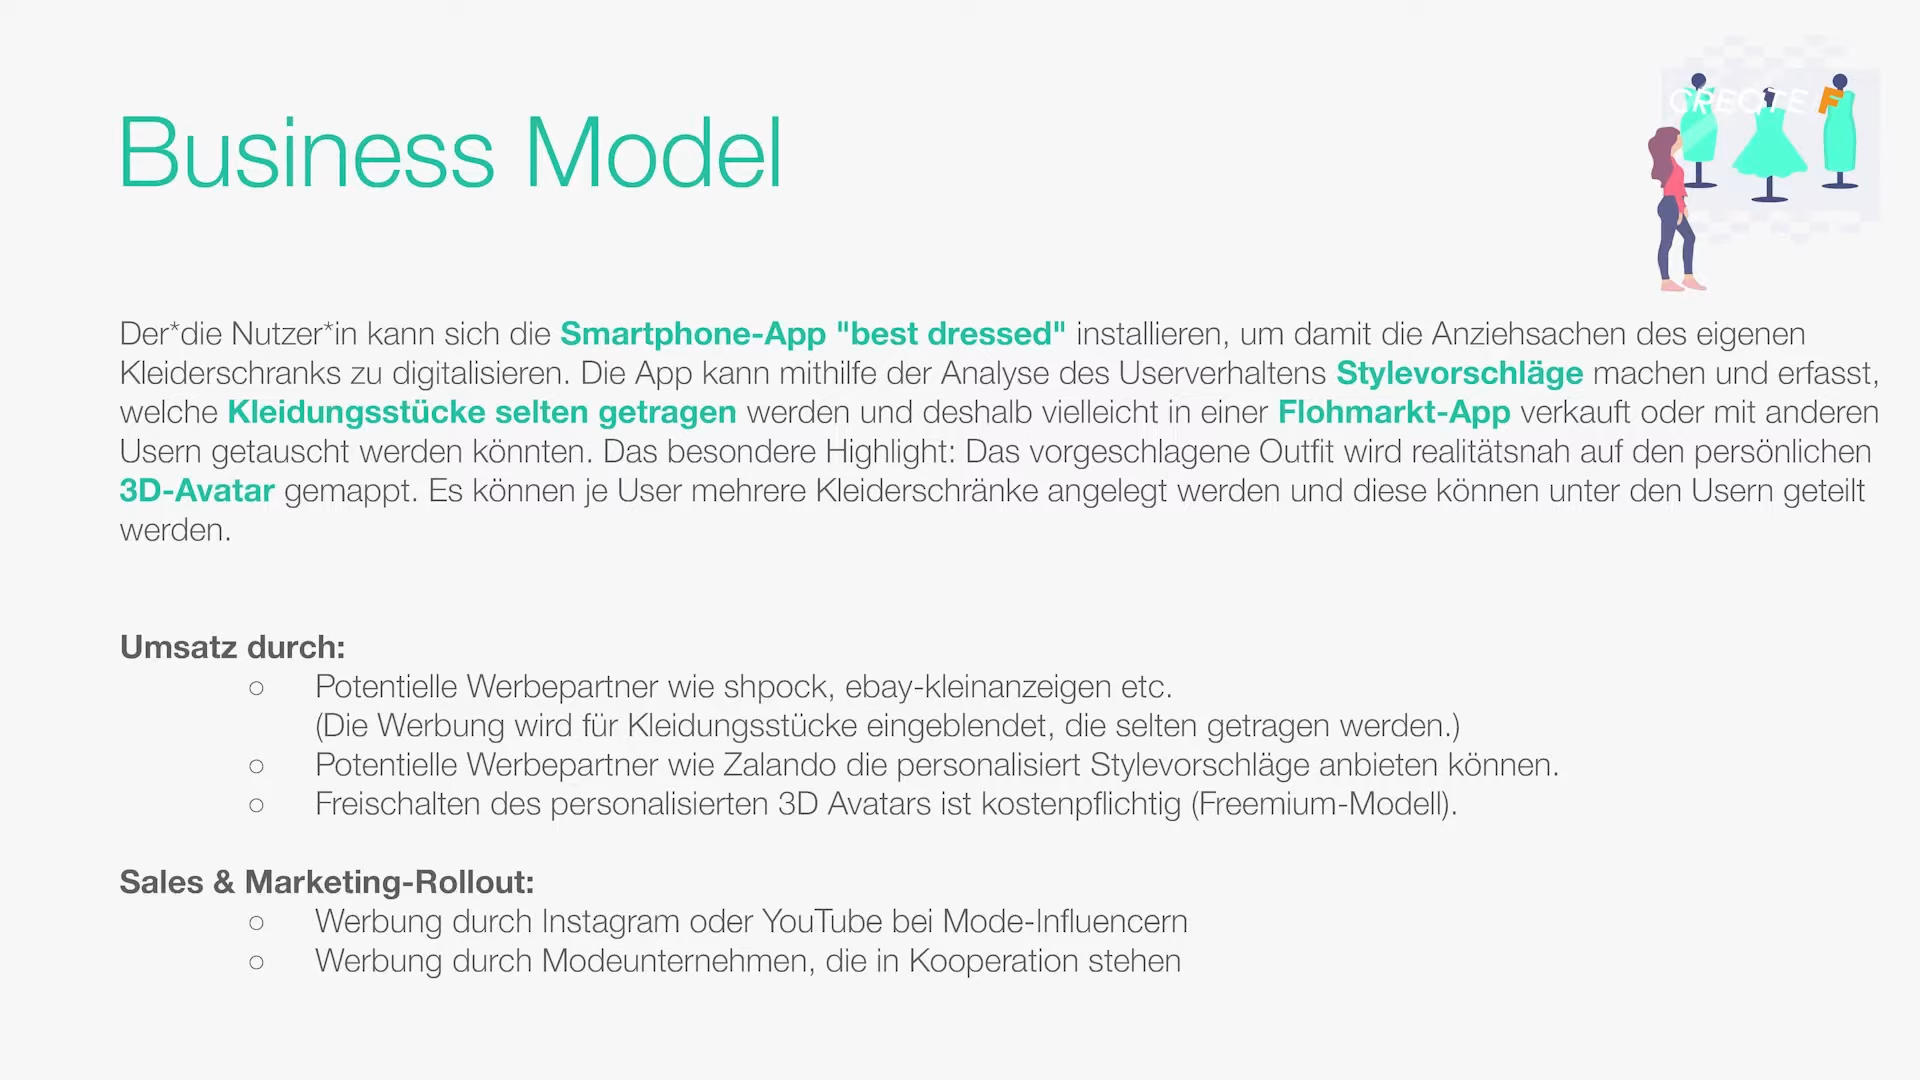 CREATE F
Business Model
Der*die Nutzer*in kann sich die Smartphone-App "best dressed" installieren, um damit die Anziehsachen des eigenen
Kleiderschranks zu digitalisieren. Die App kann mithilfe der Analyse des Userverhaltens Stylevorschläge machen und erfasst,
welche Kleidungsstücke selten getragen werden und deshalb vielleicht in einer Flohmarkt-App verkauft oder mit anderen
Usern getauscht werden könnten. Das besondere Highlight: Das vorgeschlagene Outfit wird realitätsnah auf den persönlichen
3D-Avatar gemappt. Es können je User mehrere Kleiderschränke angelegt werden und diese können unter den Usern geteilt
werden.
Umsatz durch:
○ Potentielle Werbepartner wie shpock, ebay-kleinanzeigen etc.
(Die Werbung wird für Kleidungsstücke eingeblendet, die selten getragen werden.)
○ Potentielle Werbepartner wie Zalando die personalisiert Stylevorschläge anbieten können.
○ Freischalten des personalisierten 3D Avatars ist kostenpflichtig (Freemium-Modell).
Sales & Marketing-Rollout:
○ Werbung durch Instagram oder YouTube bei Mode-Influencern
○ Werbung durch Modeunternehmen, die in Kooperation stehen